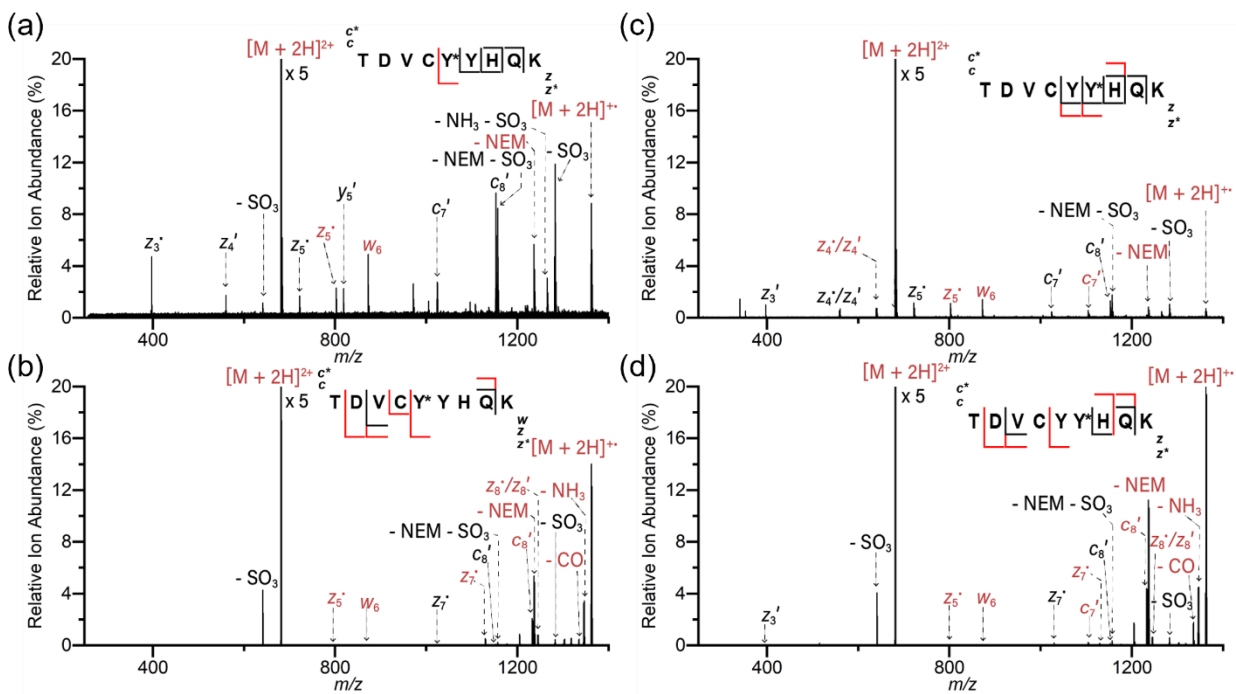 (a)
Relative Ion Abundance (%)
20
16
12
8
4
0
400
800
1200
m/z
[M + 2H]²⁺
x 5
c*
c
T D V C Y* Y H Q K
z
z*
[M + 2H]⁺•
- NH₃ - SO₃
- NEM
- NEM - SO₃
- SO₃
c₈'
- SO₃
y₅'
c₇'
z₃•
z₄'
z₅•
z₅•
w₆
(b)
Relative Ion Abundance (%)
20
16
12
8
4
0
400
800
1200
m/z
[M + 2H]²⁺
x 5
c*
c
T D V C Y* Y H Q K
w
z
z*
[M + 2H]⁺•
z₈•/z₈'
- NH₃
- NEM
- NEM - SO₃
- SO₃
c₈'
c₈'
- CO
z₇•
- SO₃
z₅•
w₆
z₇•
(c)
Relative Ion Abundance (%)
20
16
12
8
4
0
400
800
1200
m/z
[M + 2H]²⁺
x 5
c*
c
T D V C Y Y* H Q K
z
z*
- NEM - SO₃
[M + 2H]⁺•
- SO₃
z₄•/z₄'
c₈'
- NEM
z₃'
z₄•/z₄'
z₅•
z₅•
w₆
c₇'
c₇'
(d)
Relative Ion Abundance (%)
20
16
12
8
4
0
400
800
1200
m/z
[M + 2H]²⁺
x 5
c*
c
T D V C Y Y* H Q K
z
z*
[M + 2H]⁺•
- NEM
- NEM - SO₃
- NH₃
c₈'
c₈'
z₈•/z₈'
- SO₃
z₇•
- CO
z₃'
z₅•
w₆
z₇•
c₇'
- SO₃